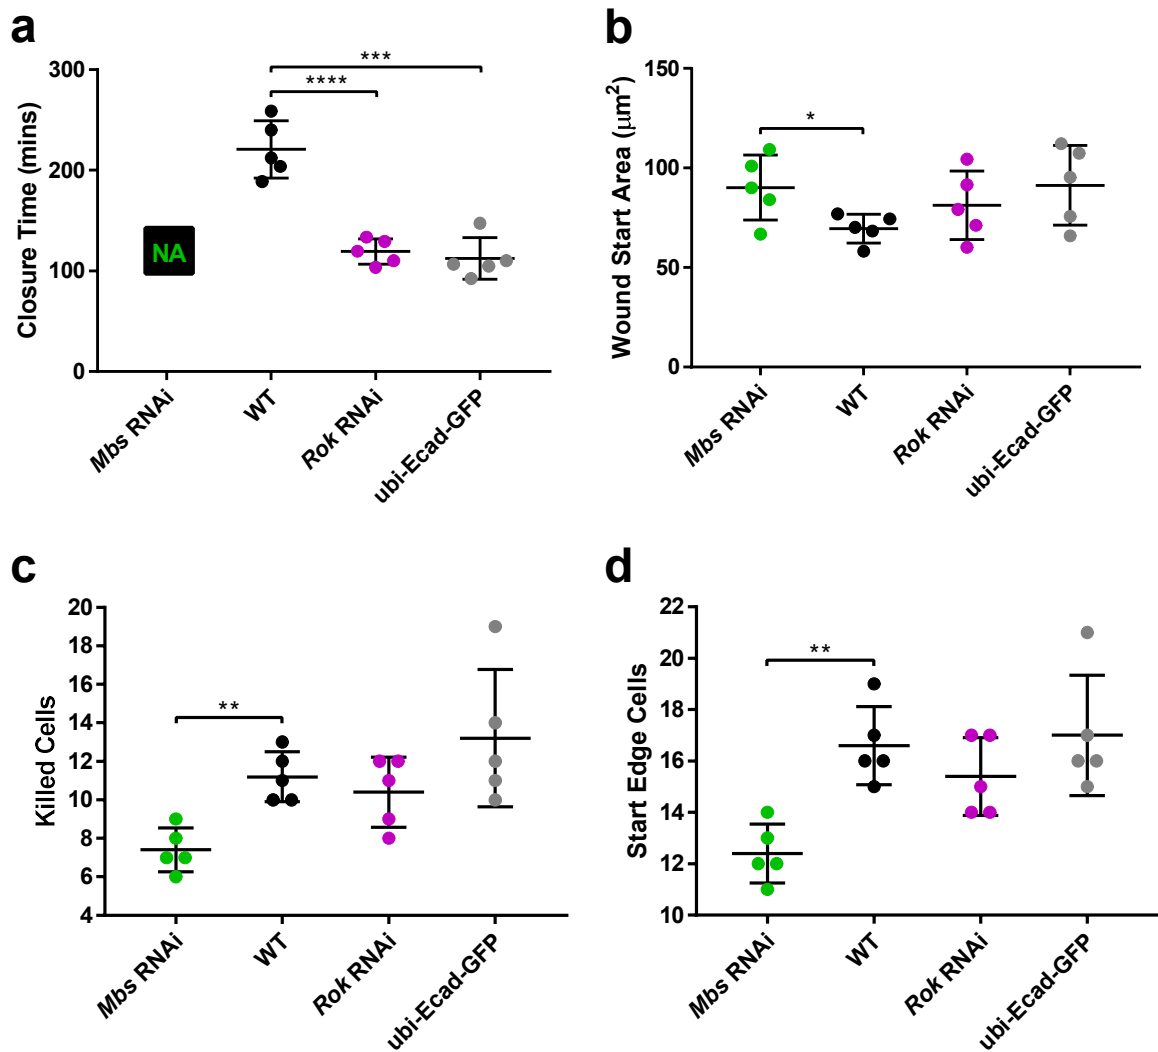 a
Closure Time (mins)
300
200
100
0
***
****
NA
Mbs RNAi
WT
Rok RNAi
ubi-Ecad-GFP
b
Wound Start Area (μm²)
150
100
50
0
*
Mbs RNAi
WT
Rok RNAi
ubi-Ecad-GFP
c
Killed Cells
20
18
16
14
12
10
8
6
4
**
Mbs RNAi
WT
Rok RNAi
ubi-Ecad-GFP
d
Start Edge Cells
22
20
18
16
14
12
10
**
Mbs RNAi
WT
Rok RNAi
ubi-Ecad-GFP